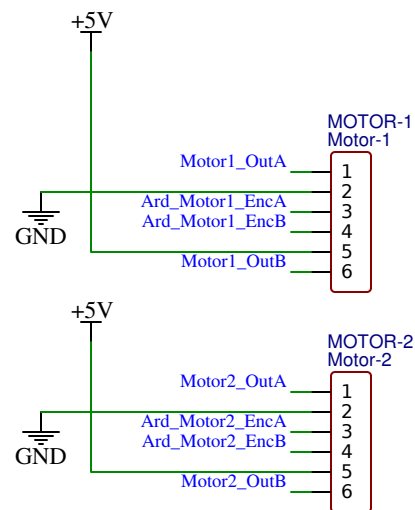 +5V
MOTOR-1
Motor-1
Motor1_OutA
1
2
Ard_Motor1_EncA
3
Ard_Motor1_EncB
4
GND
5
Motor1_OutB
6
+5V
MOTOR-2
Motor-2
Motor2_OutA
1
2
Ard_Motor2_EncA
3
Ard_Motor2_EncB
4
GND
5
Motor2_OutB
6